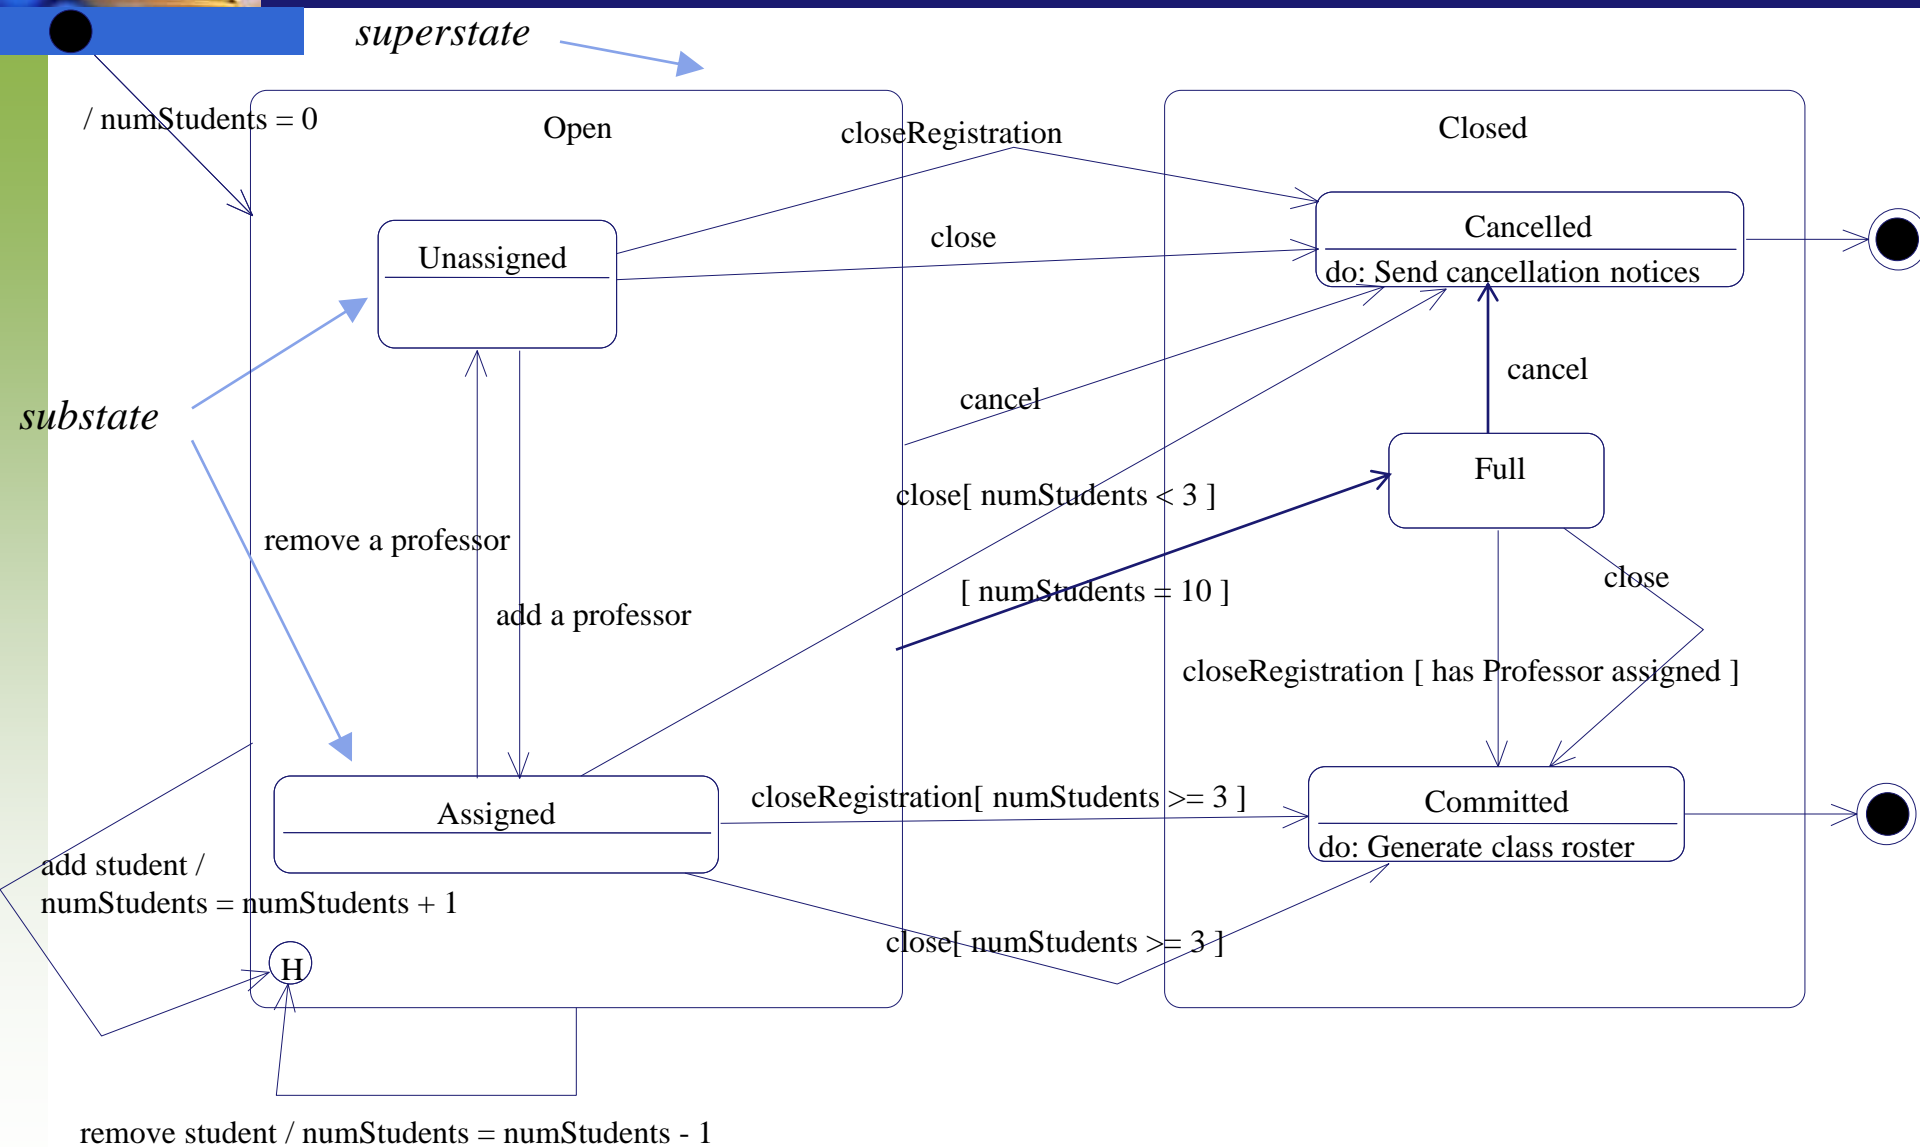 superstate
/ numStudents = 0
Open
closeRegistration
Closed
Unassigned
close
Cancelled
do: Send cancellation notices
cancel
cancel
substate
close[ numStudents < 3 ]
Full
remove a professor
[ numStudents = 10 ]
close
add a professor
closeRegistration [ has Professor assigned ]
Assigned
closeRegistration[ numStudents >= 3 ]
Committed
do: Generate class roster
add student /
numStudents = numStudents + 1
close[ numStudents >= 3 ]
H
remove student / numStudents = numStudents - 1